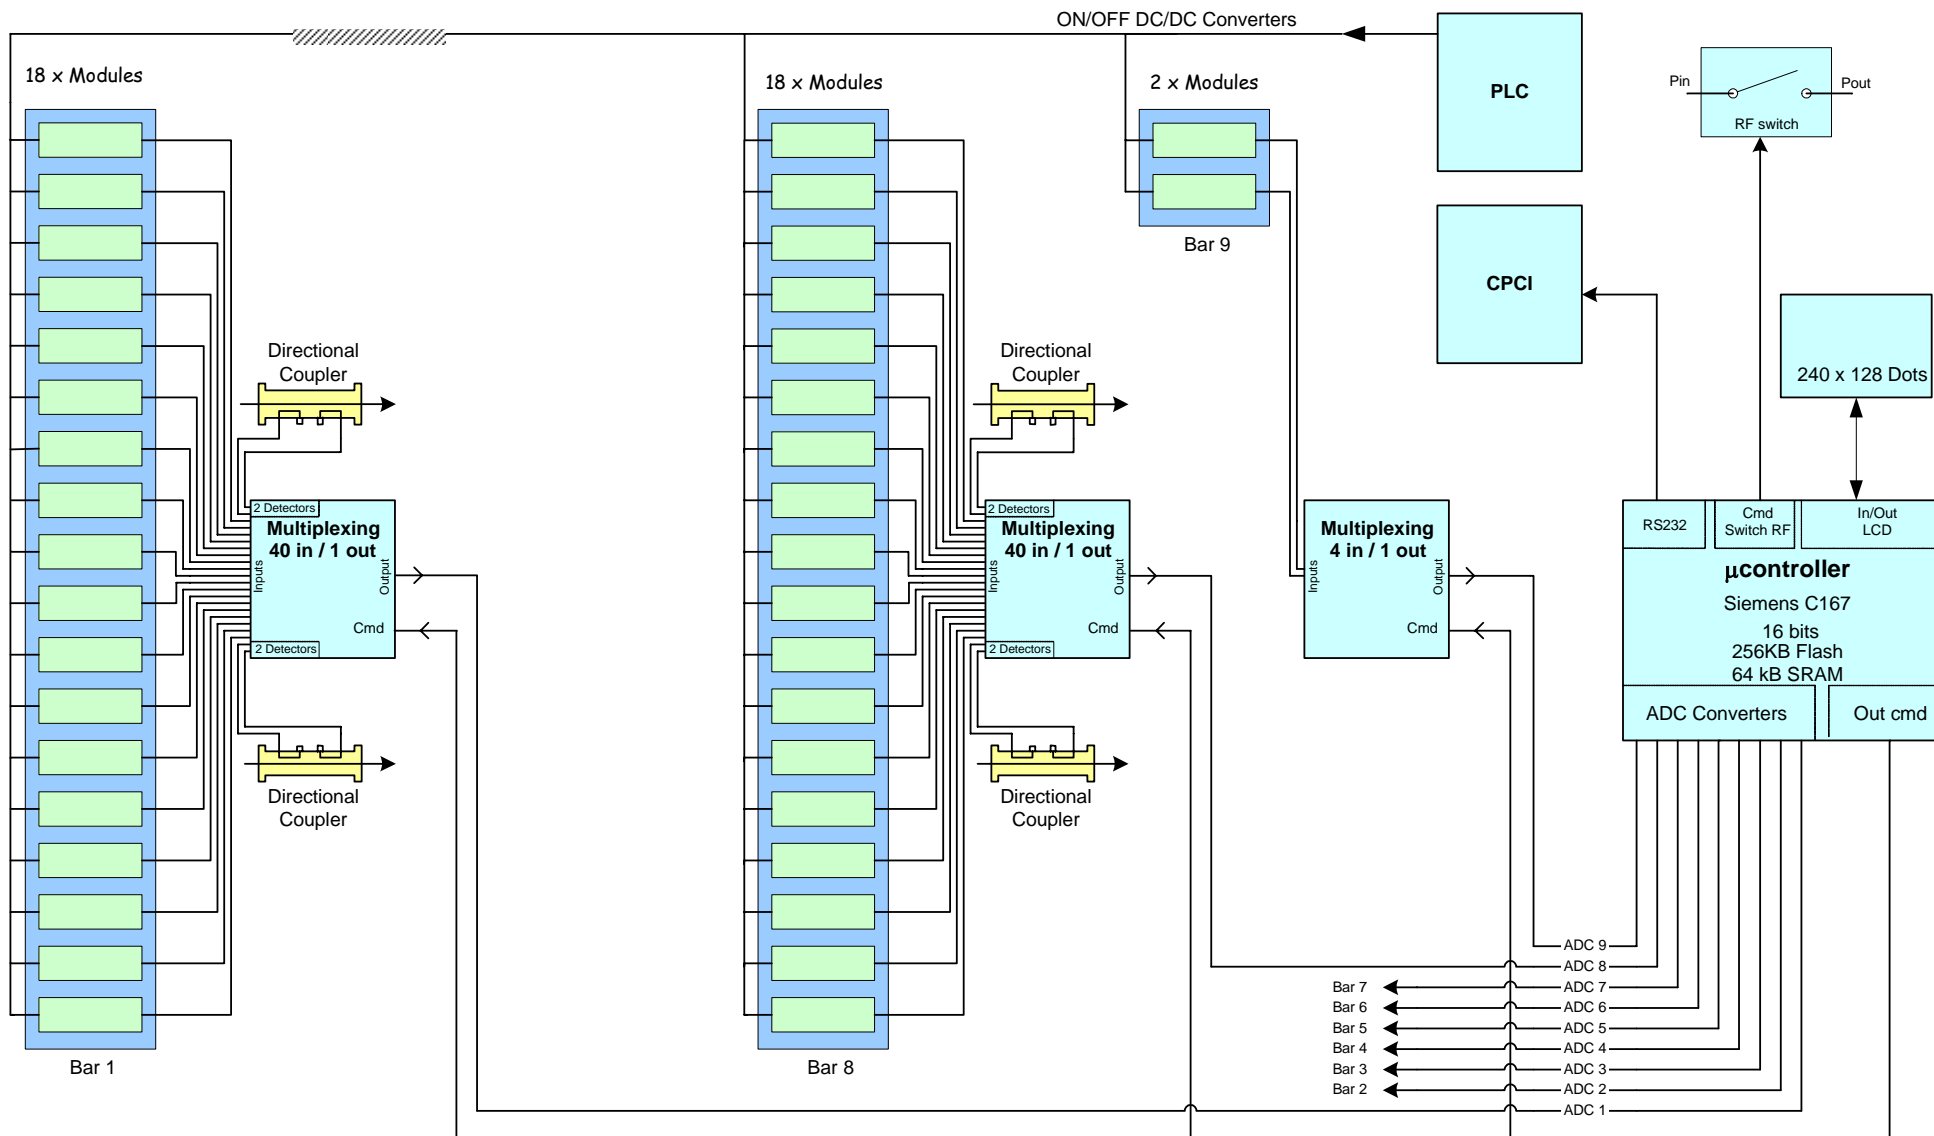 ON/OFF DC/DC Converters
18 x Modules
18 x Modules
2 x Modules
PLC
Pin
Pout
RF switch
Bar 9
CPCI
Directional
Coupler
Directional
Coupler
240 x 128 Dots
2 Detectors
Multiplexing
40 in / 1 out
Inputs
Output
Cmd
2 Detectors
2 Detectors
Multiplexing
40 in / 1 out
Inputs
Output
Cmd
2 Detectors
Multiplexing
4 in / 1 out
Inputs
Output
Cmd
RS232
Cmd
Switch RF
In/Out
LCD
μcontroller
Siemens C167
16 bits
256KB Flash
64 kB SRAM
ADC Converters
Out cmd
Directional
Coupler
Directional
Coupler
ADC 9
ADC 8
Bar 7
ADC 7
Bar 6
ADC 6
Bar 5
ADC 5
Bar 4
ADC 4
Bar 3
ADC 3
Bar 2
ADC 2
ADC 1
Bar 1
Bar 8